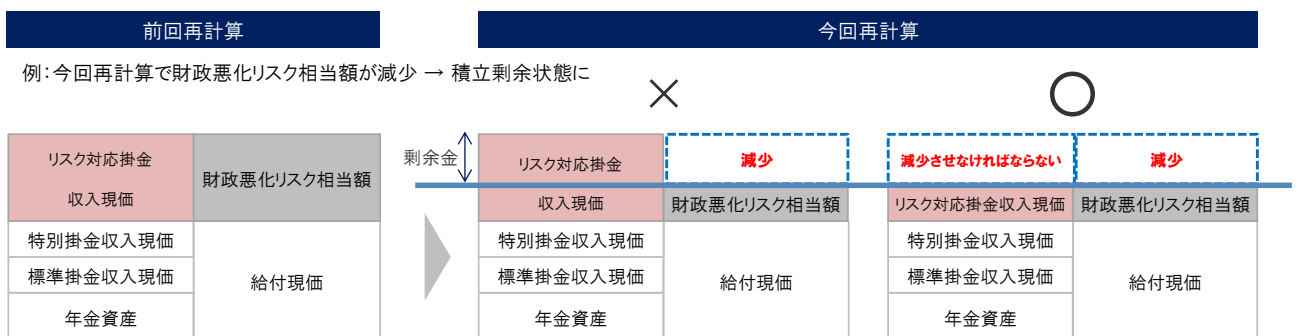 前回再計算
今回再計算
例：今回再計算で財政悪化リスク相当額が減少 → 積立剰余状態に
× ○
リスク対応掛金
収入現価
財政悪化リスク相当額
特別掛金収入現価
標準掛金収入現価
年金資産
給付現価
剰余金
リスク対応掛金
収入現価
減少
財政悪化リスク相当額
特別掛金収入現価
標準掛金収入現価
年金資産
給付現価
減少させなければならない
減少
リスク対応掛金収入現価
財政悪化リスク相当額
特別掛金収入現価
標準掛金収入現価
年金資産
給付現価